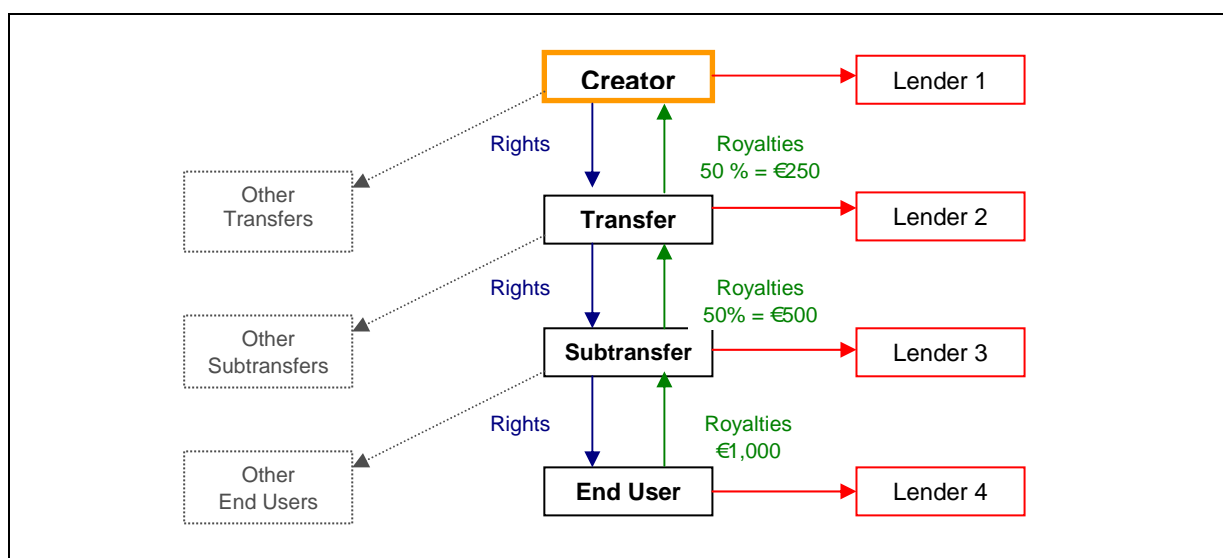 Creator
Lender 1
Rights
Royalties
50 % = €250
Other
Transfers
Transfer
Lender 2
Rights
Royalties
50% = €500
Other
Subtransfers
Subtransfer
Lender 3
Rights
Royalties
€1,000
Other
End Users
End User
Lender 4